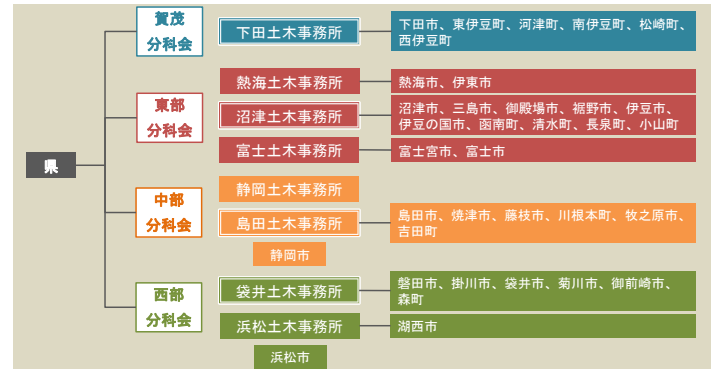 県
賀茂
分科会
下田土木事務所
下田市、東伊豆町、河津町、南伊豆町、松崎町、
西伊豆町
東部
分科会
熱海土木事務所
熱海市、伊東市
沼津土木事務所
沼津市、三島市、御殿場市、裾野市、伊豆市、
伊豆の国市、函南町、清水町、長泉町、小山町
富士土木事務所
富士宮市、富士市
中部
分科会
静岡土木事務所
島田土木事務所
島田市、焼津市、藤枝市、川根本町、牧之原市、
吉田町
静岡市
西部
分科会
袋井土木事務所
磐田市、掛川市、袋井市、菊川市、御前崎市、
森町
浜松土木事務所
湖西市
浜松市